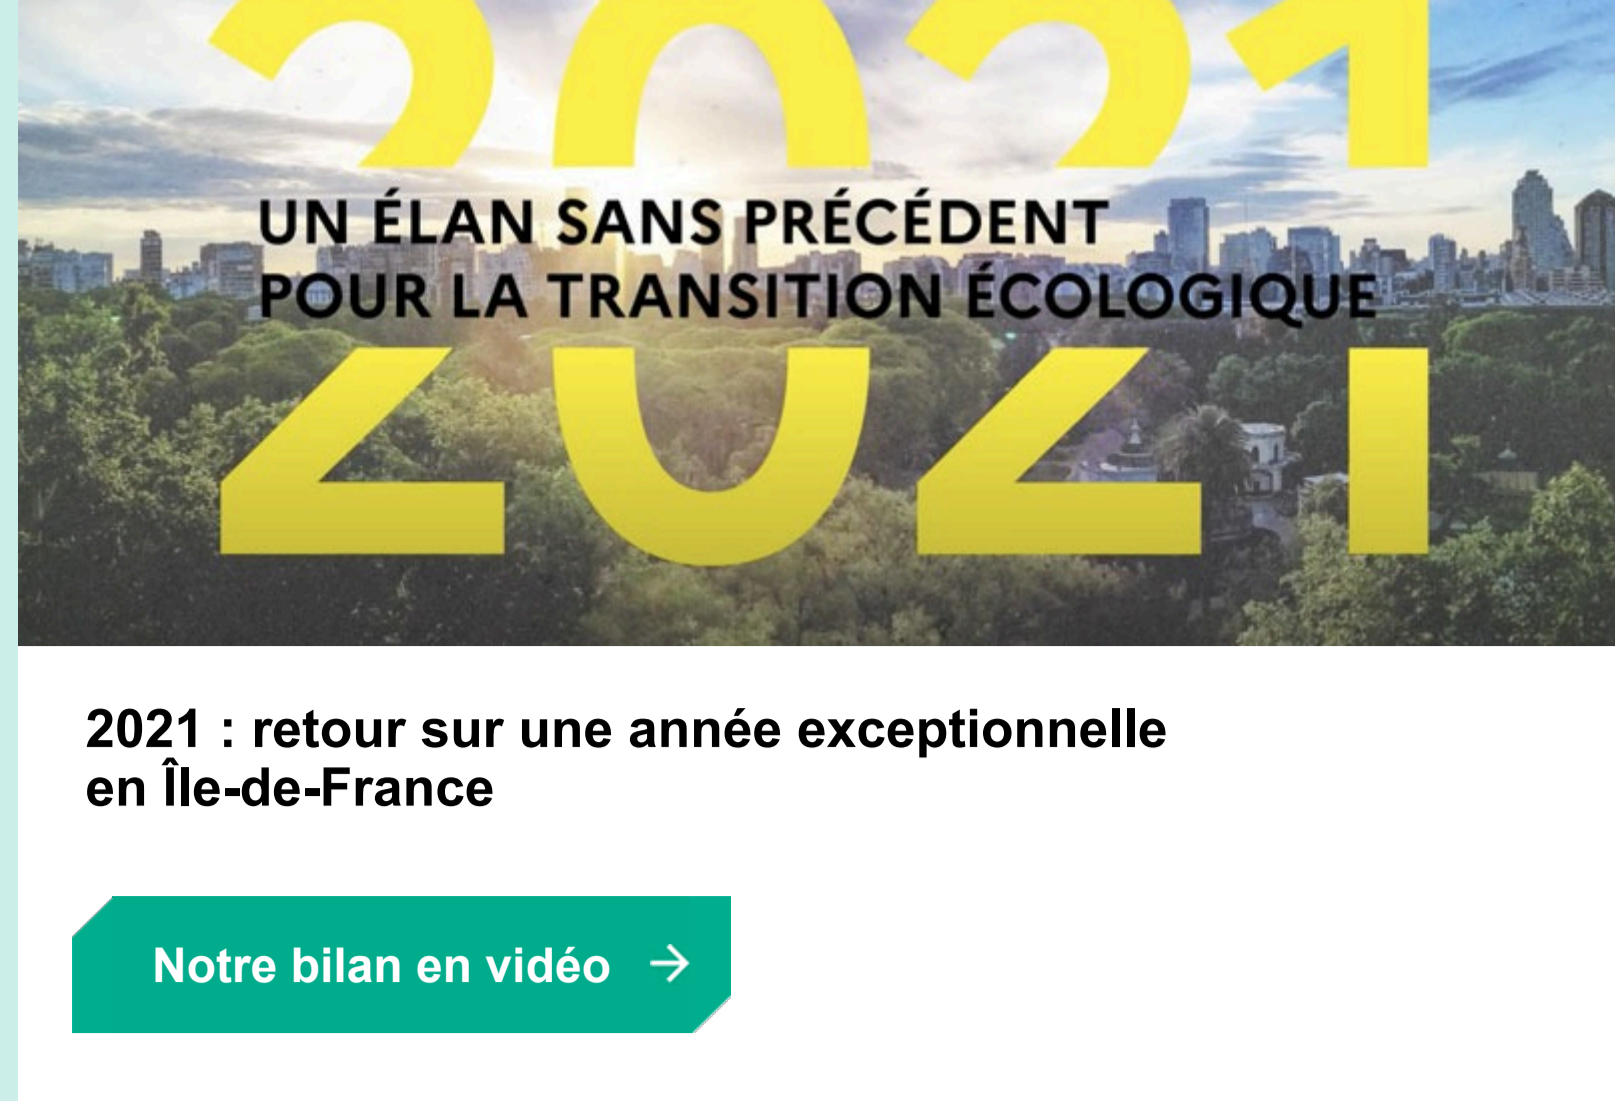 2021
UN ÉLAN SANS PRÉCÉDENT
POUR LA TRANSITION ÉCOLOGIQUE
2021 : retour sur une année exceptionnelle
en Île-de-France
Notre bilan en vidéo